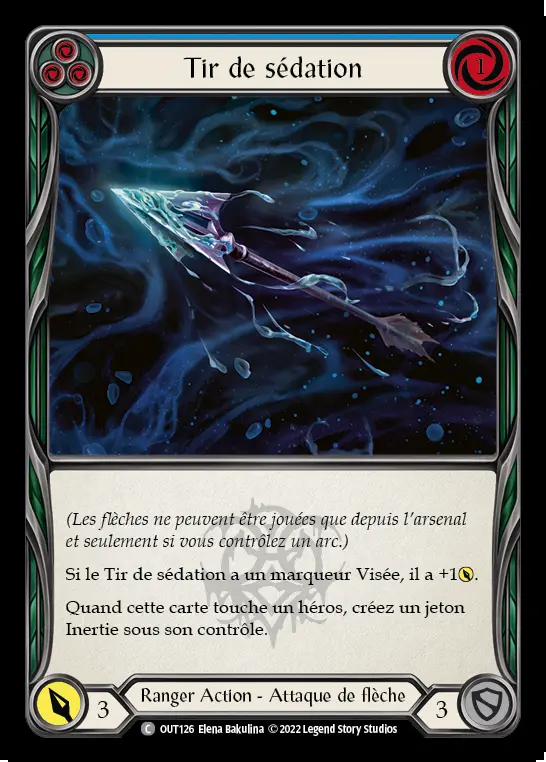 Tir de sédation
1
(Les flèches ne peuvent être jouées que depuis l'arsenal
et seulement si vous contrôlez un arc.)
Si le Tir de sédation a un marqueur Visée, il a +1.
Quand cette carte touche un héros, créez un jeton
Inertie sous son contrôle.
3
Ranger Action - Attaque de flèche
3
C OUT126 Elena Bakulina © 2022 Legend Story Studios